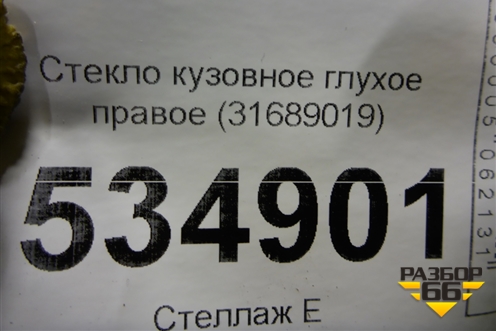 Стекло кузовное глухое
правое (31689019)
534901
Стеллаж Е
РАЗБОР
66